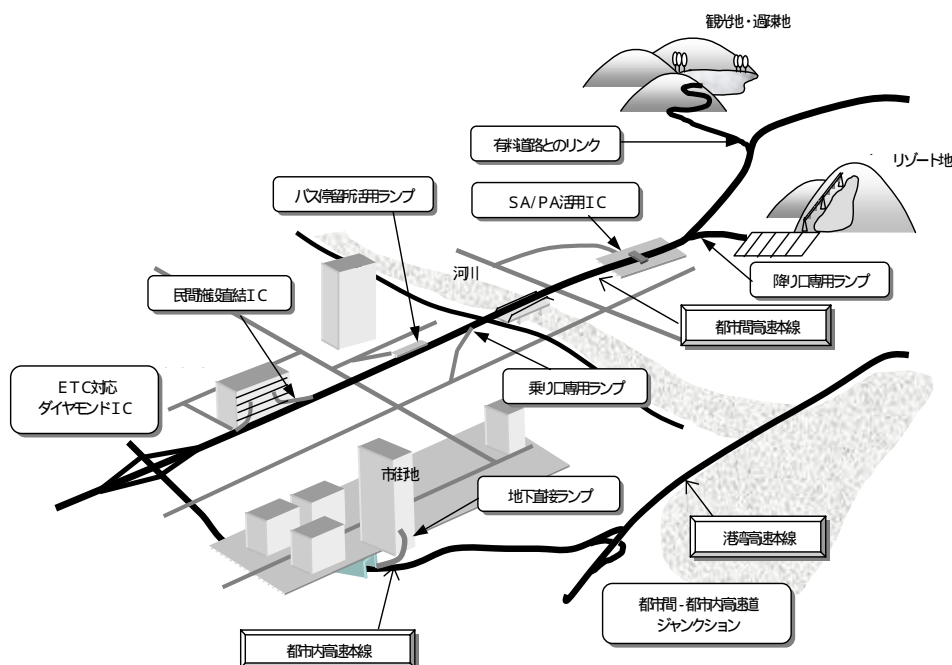 観光地・過疎地
有料道路とのリンク
リゾート地
バス停留所活用ランプ
SA/PA活用IC
河川
降り口専用ランプ
民間施設直結IC
都市間高速本線
ETC対応
ダイヤモンドIC
乗り口専用ランプ
市街地
地下直接ランプ
港湾高速本線
都市間-都市内高速道
ジャンクション
都市内高速本線